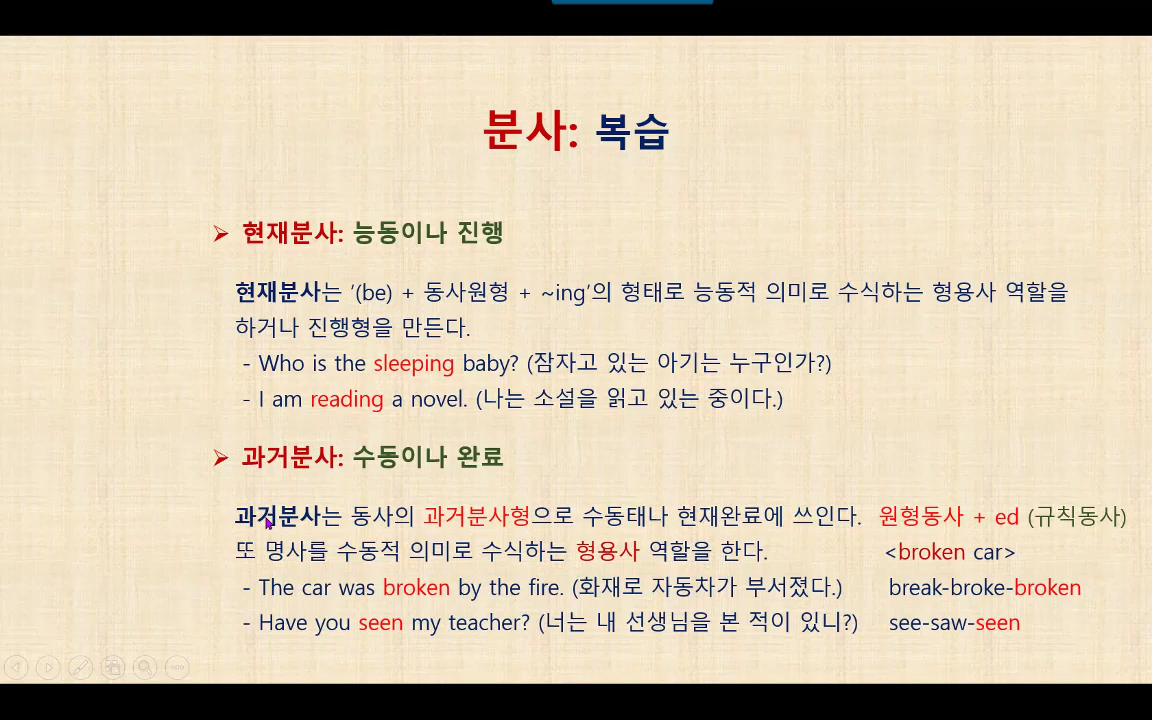 분사: 복습
➢ 현재분사: 능동이나 진행
현재분사는 '(be) + 동사원형 + ~ing'의 형태로 능동적 의미로 수식하는 형용사 역할을
하거나 진행형을 만든다.
- Who is the sleeping baby? (잠자고 있는 아기는 누구인가?)
- I am reading a novel. (나는 소설을 읽고 있는 중이다.)
➢ 과거분사: 수동이나 완료
과거분사는 동사의 과거분사형으로 수동태나 현재완료에 쓰인다. 원형동사 + ed (규칙동사)
또 명사를 수동적 의미로 수식하는 형용사 역할을 한다. <broken car>
- The car was broken by the fire. (화재로 자동차가 부서졌다.) break-broke-broken
- Have you seen my teacher? (너는 내 선생님을 본 적이 있니?) see-saw-seen